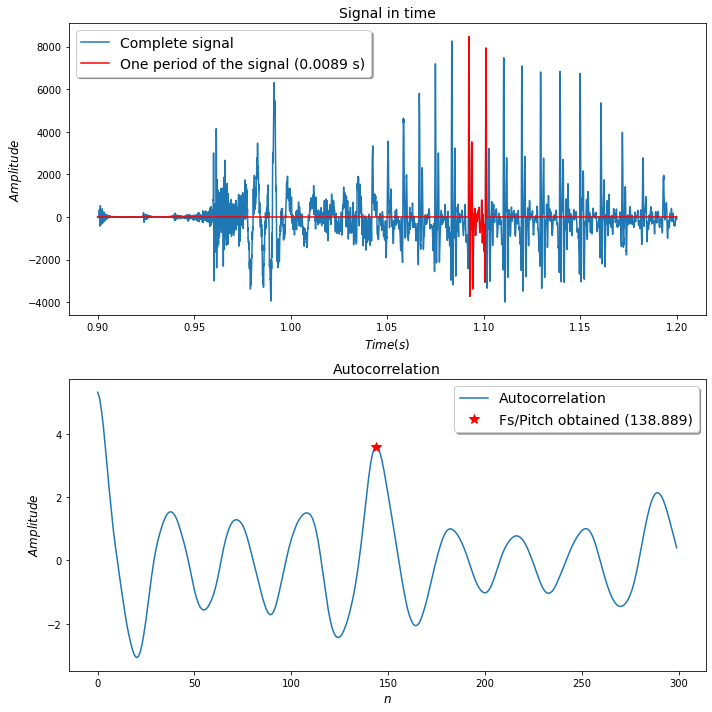 Signal in time
Complete signal
One period of the signal (0.0089 s)
Amplitude
8000
6000
4000
2000
0
−2000
−4000
0.90 0.95 1.00 1.05 1.10 1.15 1.20
Time(s)
Autocorrelation
Autocorrelation
Fs/Pitch obtained (138.889)
Amplitude
4
2
0
−2
0 50 100 150 200 250 300
n